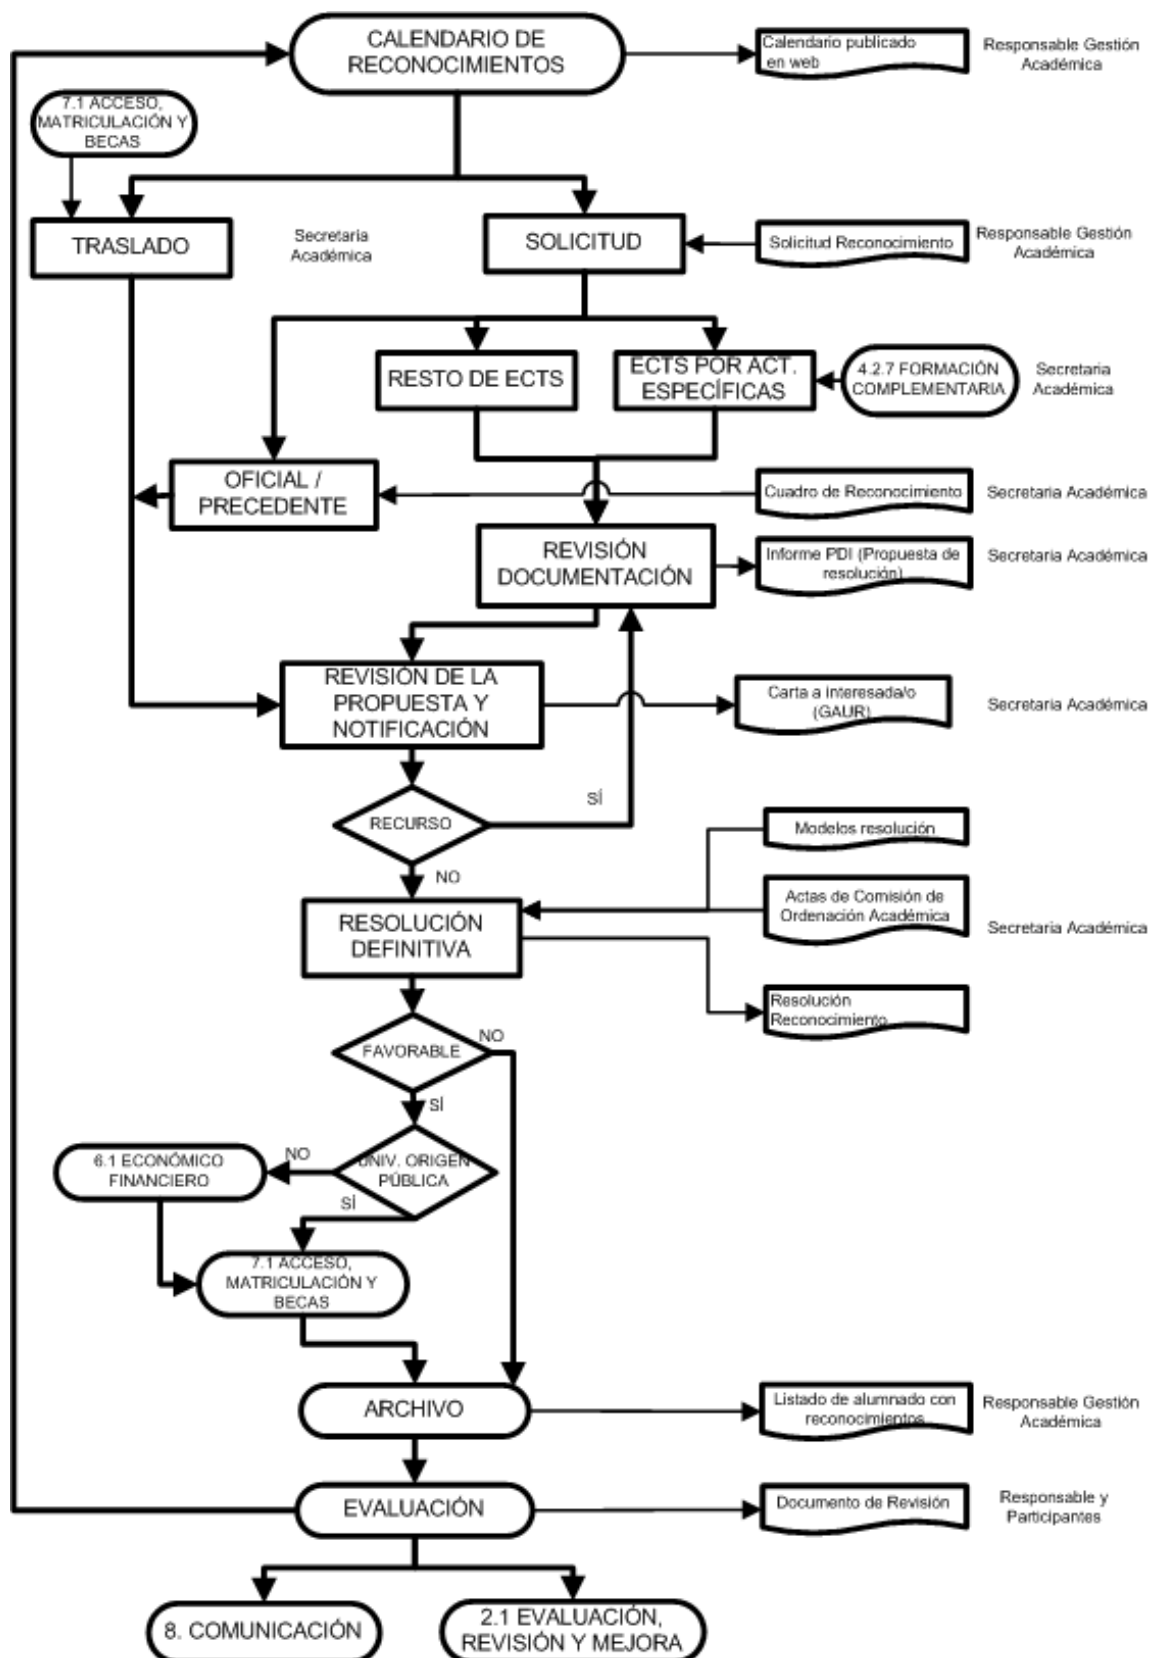 CALENDARIO DE
RECONOCIMIENTOS
Calendario publicado
en web
Responsable Gestión
Académica
7.1 ACCESO,
MATRICULACIÓN Y
BECAS
TRASLADO
Secretaria
Académica
SOLICITUD
Solicitud Reconocimiento
Responsable Gestión
Académica
RESTO DE ECTS
ECTS POR ACT.
ESPECÍFICAS
4.2.7 FORMACIÓN
COMPLEMENTARIA
Secretaria
Académica
OFICIAL /
PRECEDENTE
Cuadro de Reconocimiento
Secretaria Académica
REVISIÓN
DOCUMENTACIÓN
Informe PDI (Propuesta de
resolución)
Secretaria Académica
REVISIÓN DE LA
PROPUESTA Y
NOTIFICACIÓN
Carta a interesada/o
(GAUR)
Secretaria Académica
RECURSO
SÍ
NO
Modelos resolución
RESOLUCIÓN
DEFINITIVA
Actas de Comisión de
Ordenación Académica
Secretaria Académica
Resolución
Reconocimiento
FAVORABLE
NO
SÍ
UNIV. ORIGEN
PÚBLICA
NO
SÍ
6.1 ECONÓMICO
FINANCIERO
7.1 ACCESO,
MATRICULACIÓN Y
BECAS
ARCHIVO
Listado de alumnado con
reconocimientos
Responsable Gestión
Académica
EVALUACIÓN
Documento de Revisión
Responsable y
Participantes
8. COMUNICACIÓN
2.1 EVALUACIÓN,
REVISIÓN Y MEJORA